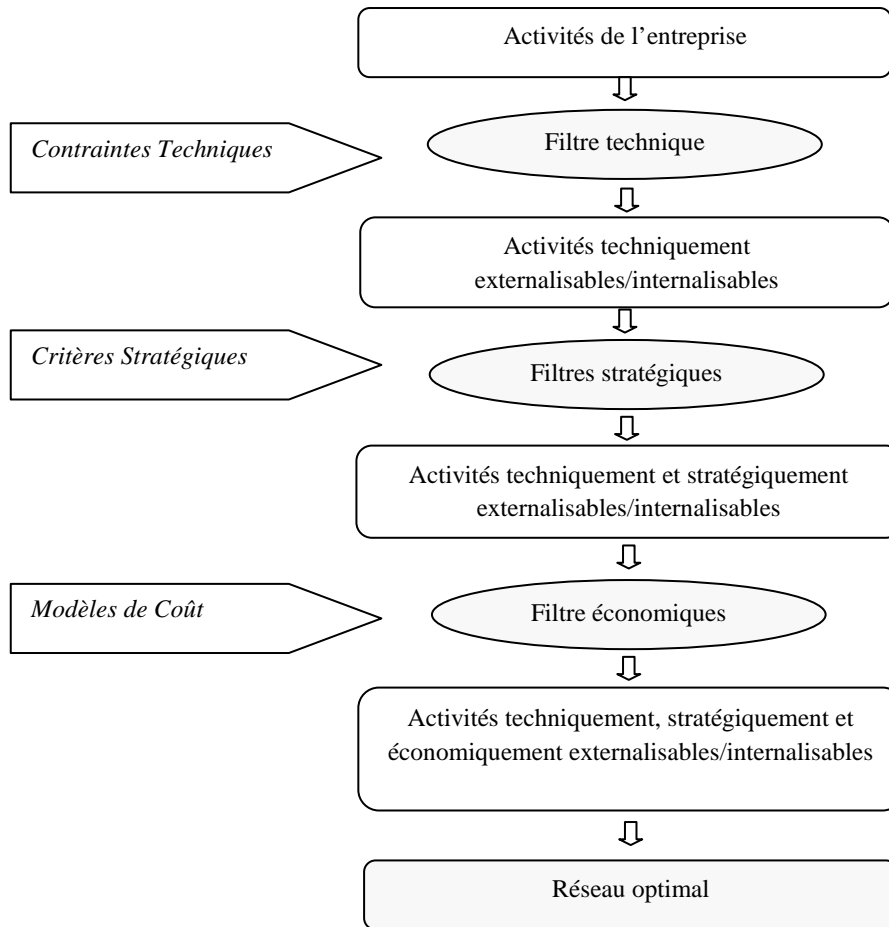 Activités de l'entreprise
Contraintes Techniques
Filtre technique
Activités techniquement
externalisables/internalisables
Critères Stratégiques
Filtres stratégiques
Activités techniquement et stratégiquement
externalisables/internalisables
Modèles de Coût
Filtre économiques
Activités techniquement, stratégiquement et
économiquement externalisables/internalisables
Réseau optimal